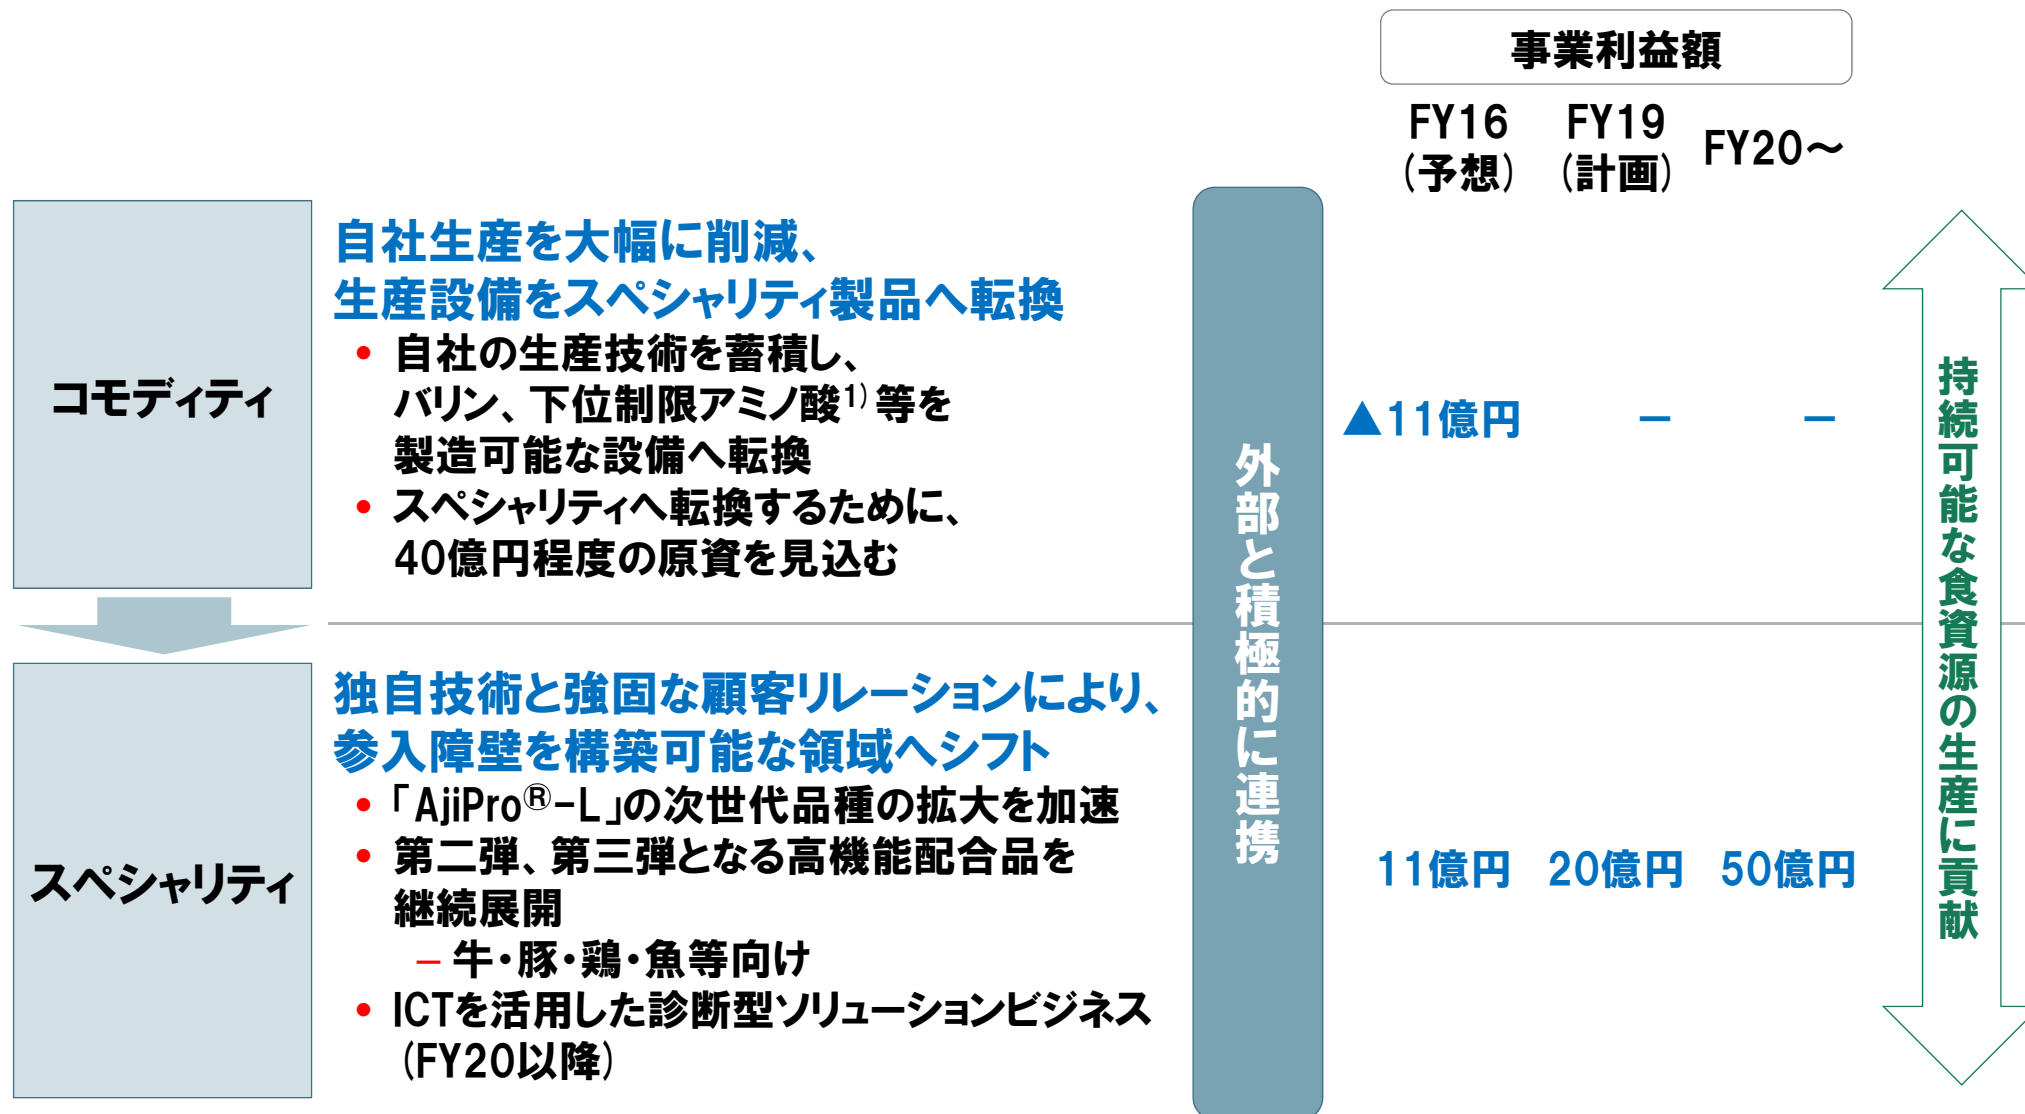 事業利益額
FY16 FY19 FY20～
(予想) (計画)
コモディティ
自社生産を大幅に削減、
生産設備をスペシャリティ製品へ転換
• 自社の生産技術を蓄積し、
バリン、下位制限アミノ酸1)等を
製造可能な設備へ転換
• スペシャリティへ転換するために、
40億円程度の原資を見込む
▲11億円 － －
スペシャリティ
独自技術と強固な顧客リレーションにより、
参入障壁を構築可能な領域へシフト
• 「AjiPro®-L」の次世代品種の拡大を加速
• 第二弾、第三弾となる高機能配合品を
継続展開
－ 牛・豚・鶏・魚等向け
• ICTを活用した診断型ソリューションビジネス
(FY20以降)
11億円 20億円 50億円
外部と積極的に連携
持続可能な食資源の生産に貢献